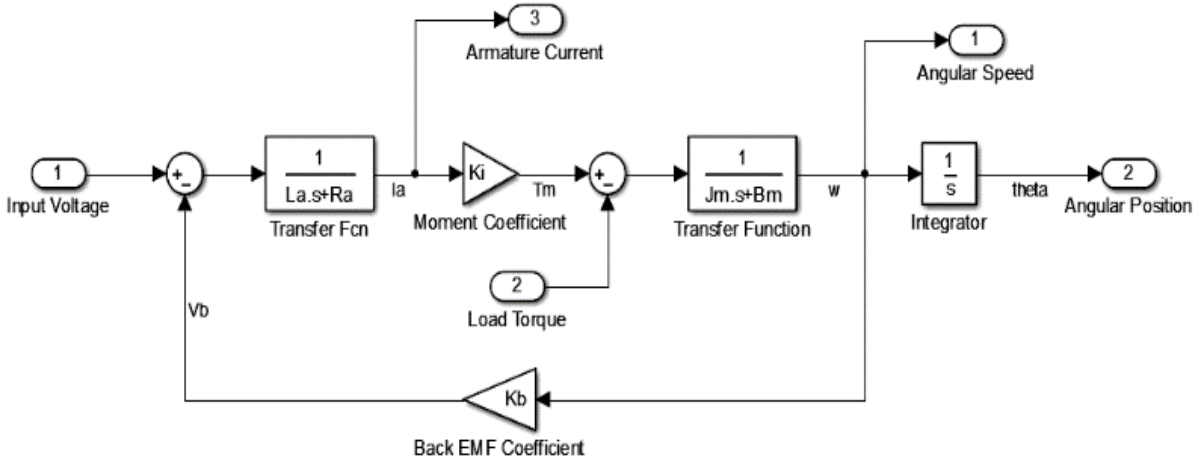 3
Armature Current
1
Angular Speed
1
Input Voltage
+
−
1
La.s+Ra
Transfer Fcn
Ia
Ki
Moment Coefficient
Tm
+
−
1
Jm.s+Bm
Transfer Function
w
1
s
Integrator
theta
2
Angular Position
2
Load Torque
Vb
Kb
Back EMF Coefficient